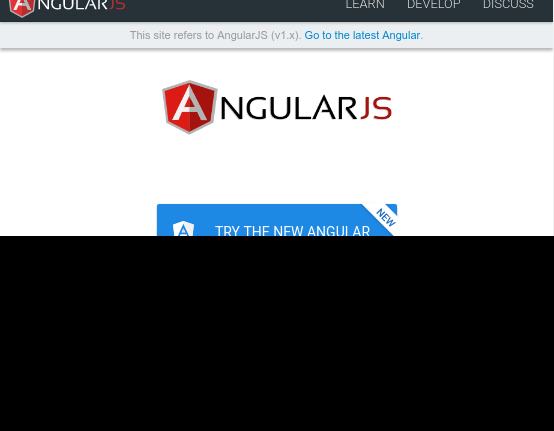 ANGULARJS LEARN DEVELOP DISCUSS
This site refers to AngularJS (v1.x). Go to the latest Angular.
ANGULARJS
NEW
A TRY THE NEW ANGULAR